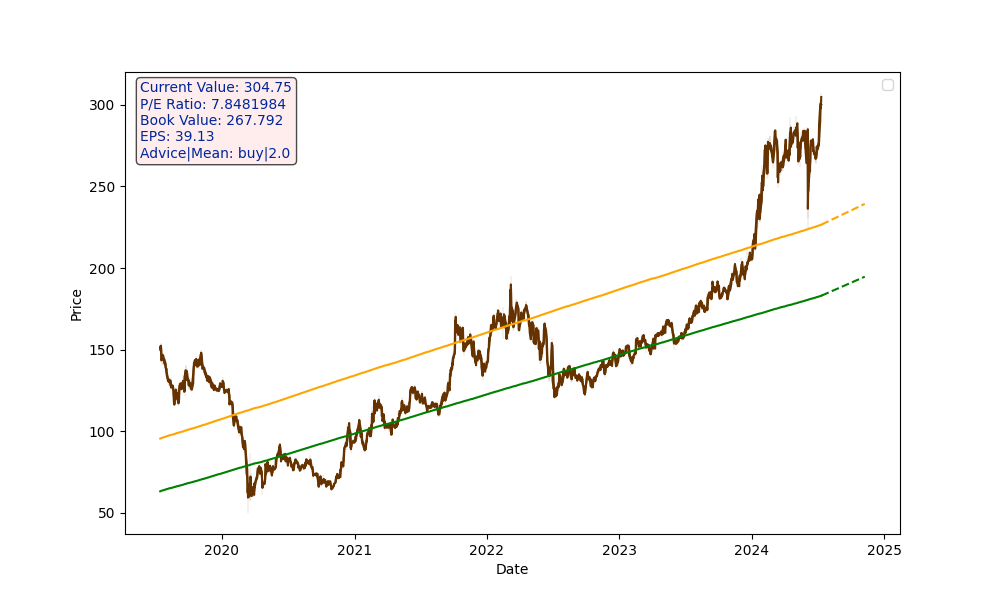 Current Value: 304.75
P/E Ratio: 7.8481984
Book Value: 267.792
EPS: 39.13
Advice|Mean: buy|2.0
300
250
200
150
100
50
Price
2020 2021 2022 2023 2024 2025
Date